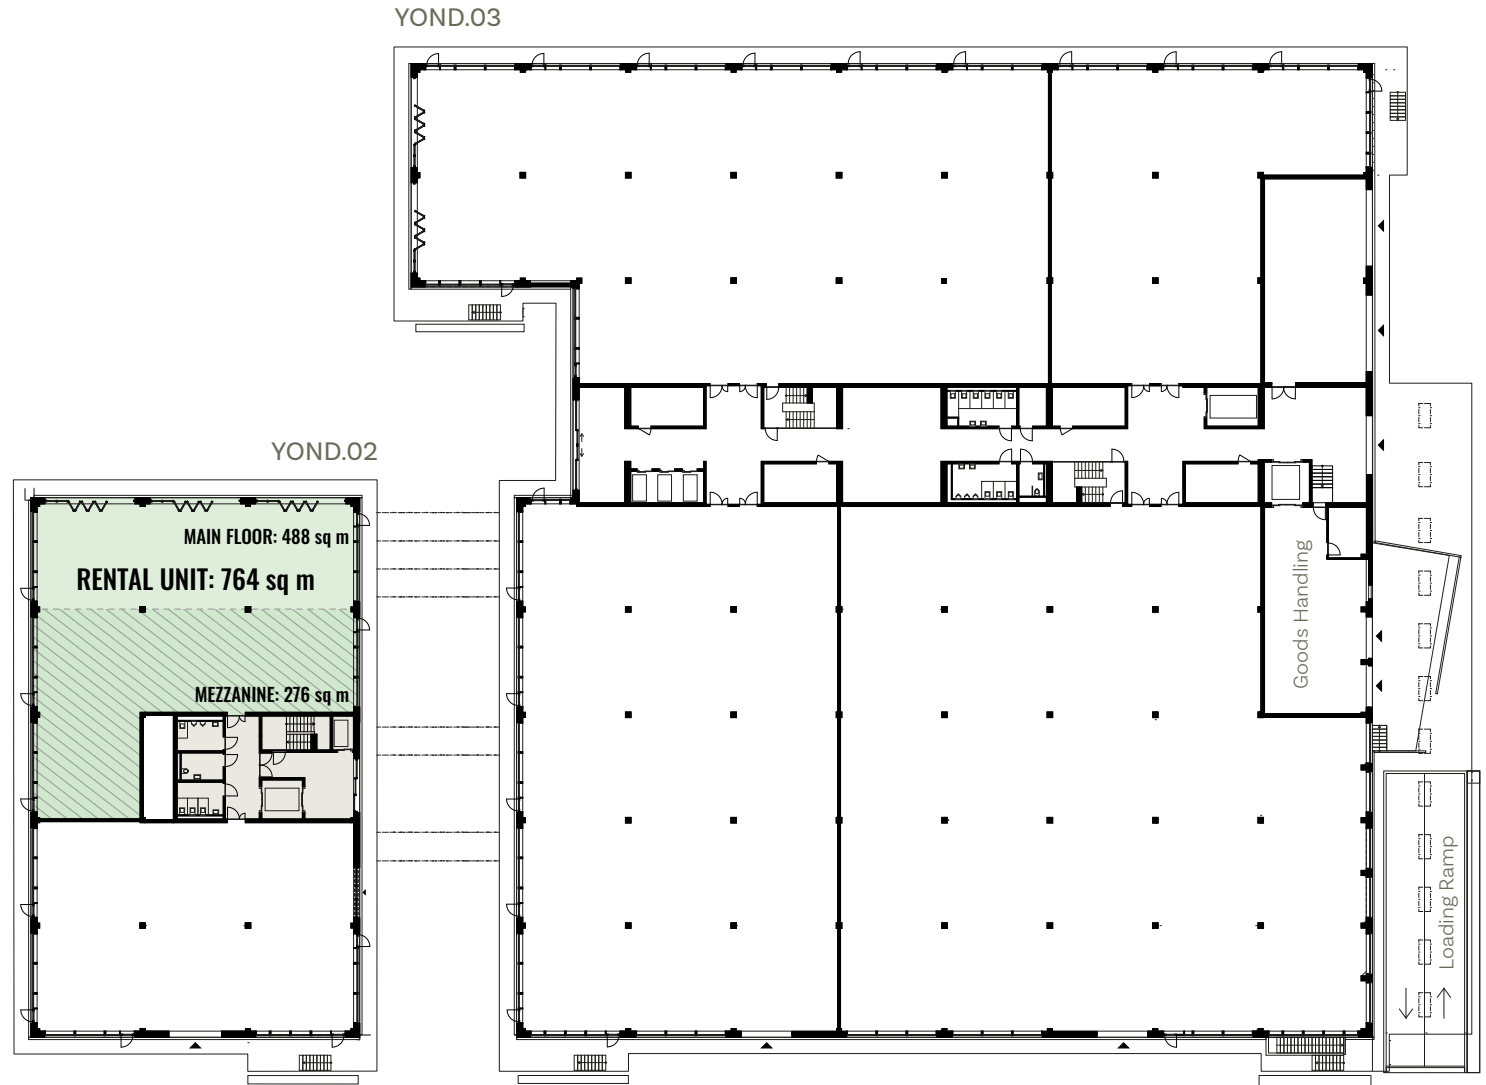 YOND.03
YOND.02
MAIN FLOOR: 488 sq m
RENTAL UNIT: 764 sq m
MEZZANINE: 276 sq m
Goods Handling
Loading Ramp